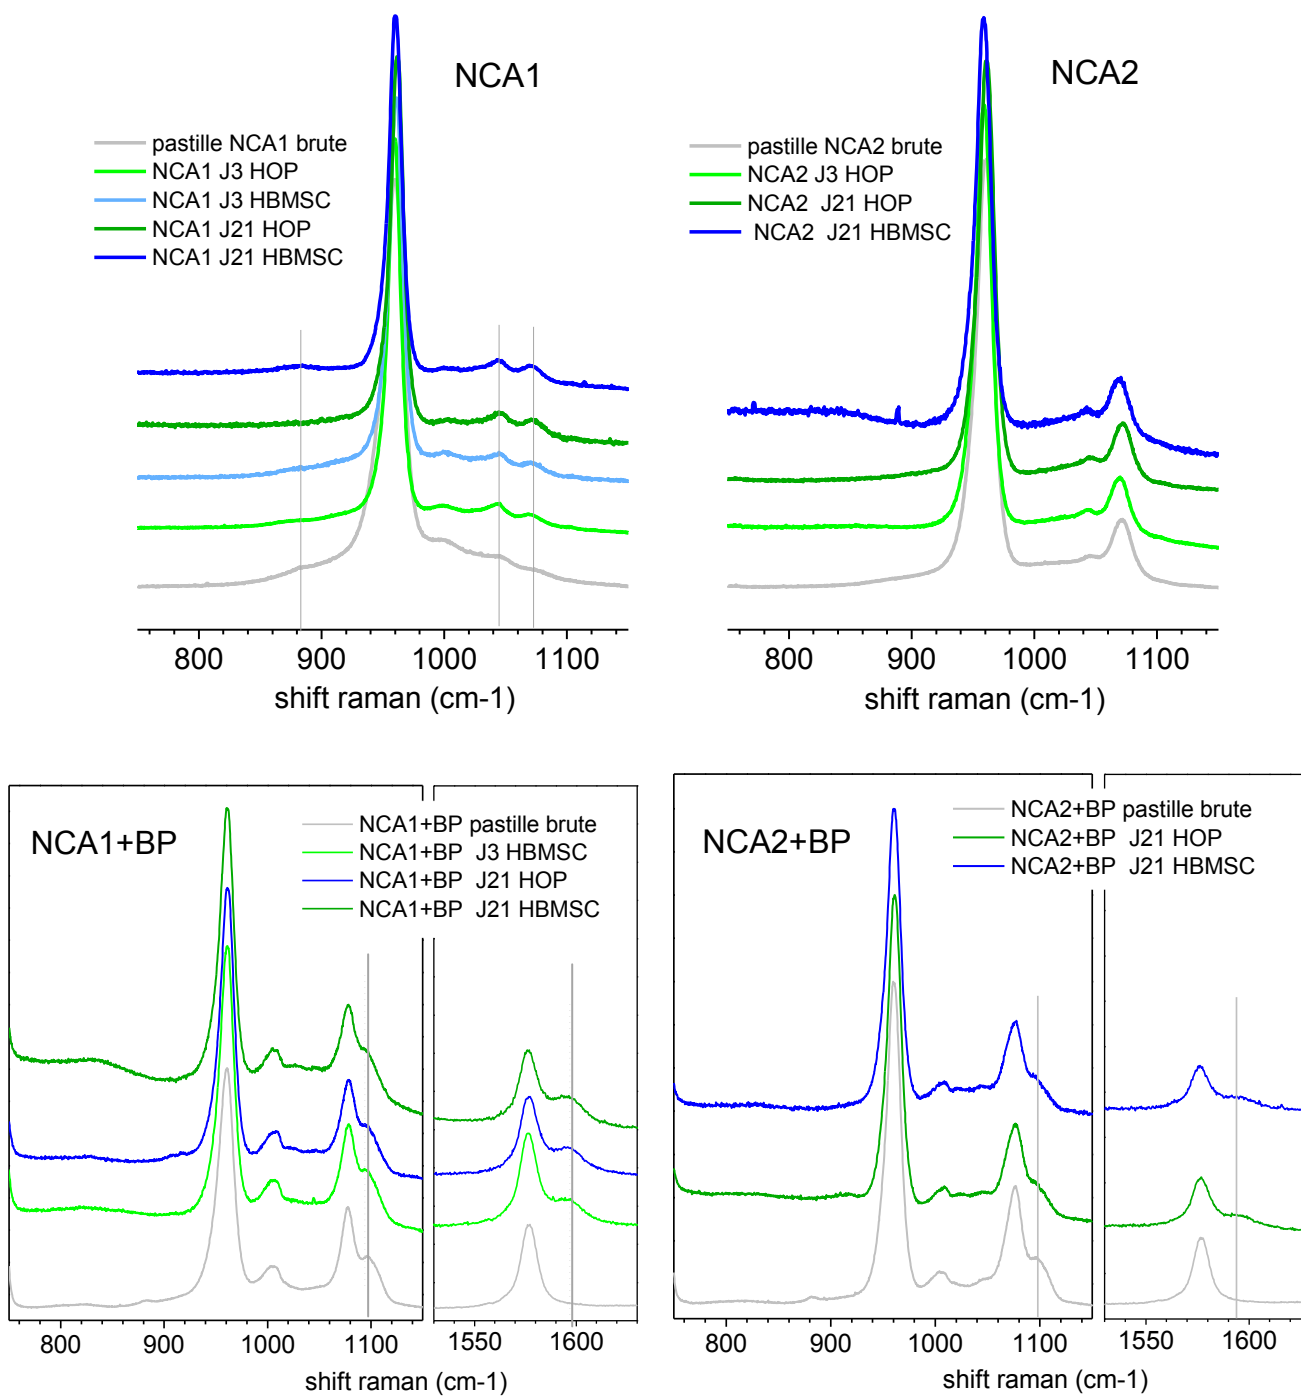 NCA1
pastille NCA1 brute
NCA1 J3 HOP
NCA1 J3 HBMSC
NCA1 J21 HOP
NCA1 J21 HBMSC
800 900 1000 1100
shift raman (cm-1)
NCA2
pastille NCA2 brute
NCA2 J3 HOP
NCA2 J21 HOP
NCA2 J21 HBMSC
800 900 1000 1100
shift raman (cm-1)
NCA1+BP
NCA1+BP pastille brute
NCA1+BP J3 HBMSC
NCA1+BP J21 HOP
NCA1+BP J21 HBMSC
800 900 1000 1100 1550 1600
shift raman (cm-1)
NCA2+BP
NCA2+BP pastille brute
NCA2+BP J21 HOP
NCA2+BP J21 HBMSC
800 900 1000 1100 1550 1600
shift raman (cm-1)